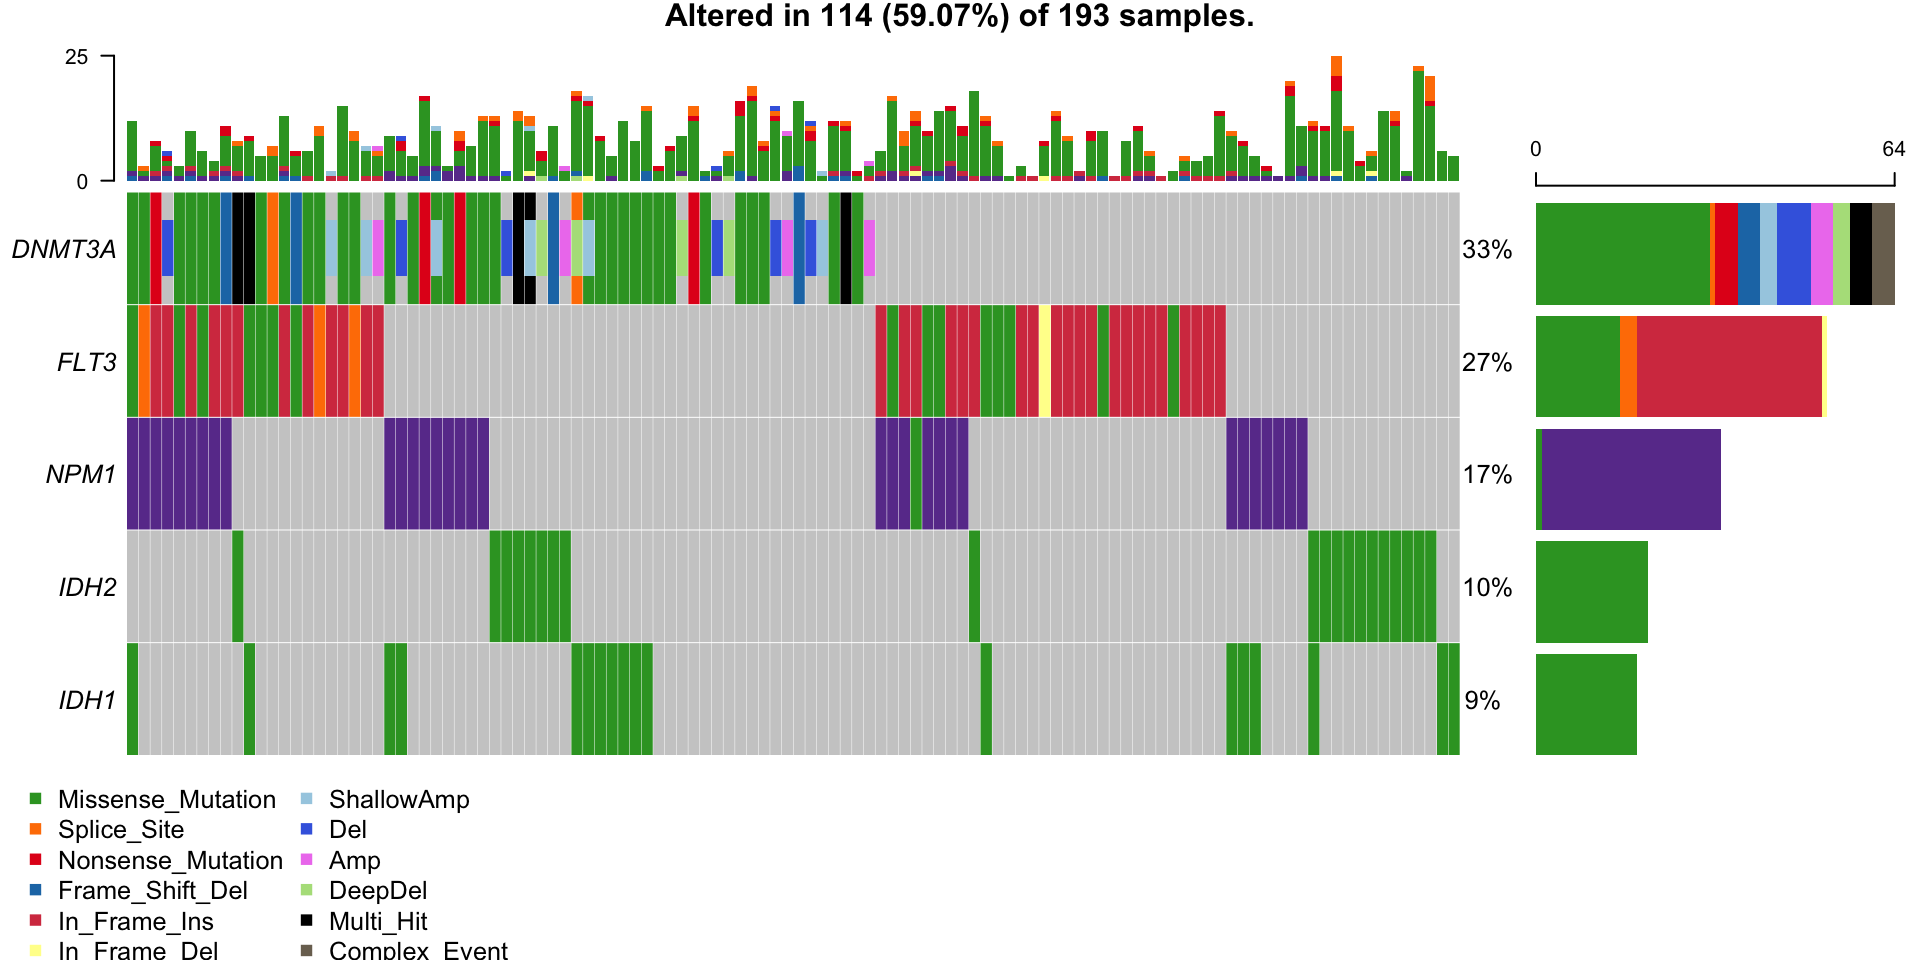 Altered in 114 (59.07%) of 193 samples.
25
0
0 64
DNMT3A 33%
FLT3 27%
NPM1 17%
IDH2 10%
IDH1 9%
Missense_Mutation ShallowAmp
Splice_Site Del
Nonsense_Mutation Amp
Frame_Shift_Del DeepDel
In_Frame_Ins Multi_Hit
In_Frame_Del Complex_Event